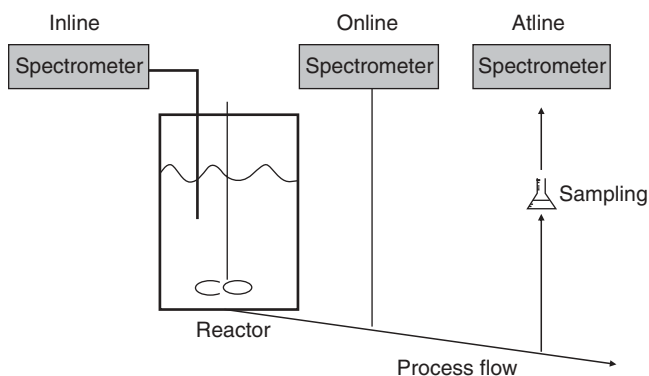 Inline
Online
Atline
Spectrometer
Spectrometer
Spectrometer
Sampling
Reactor
Process flow